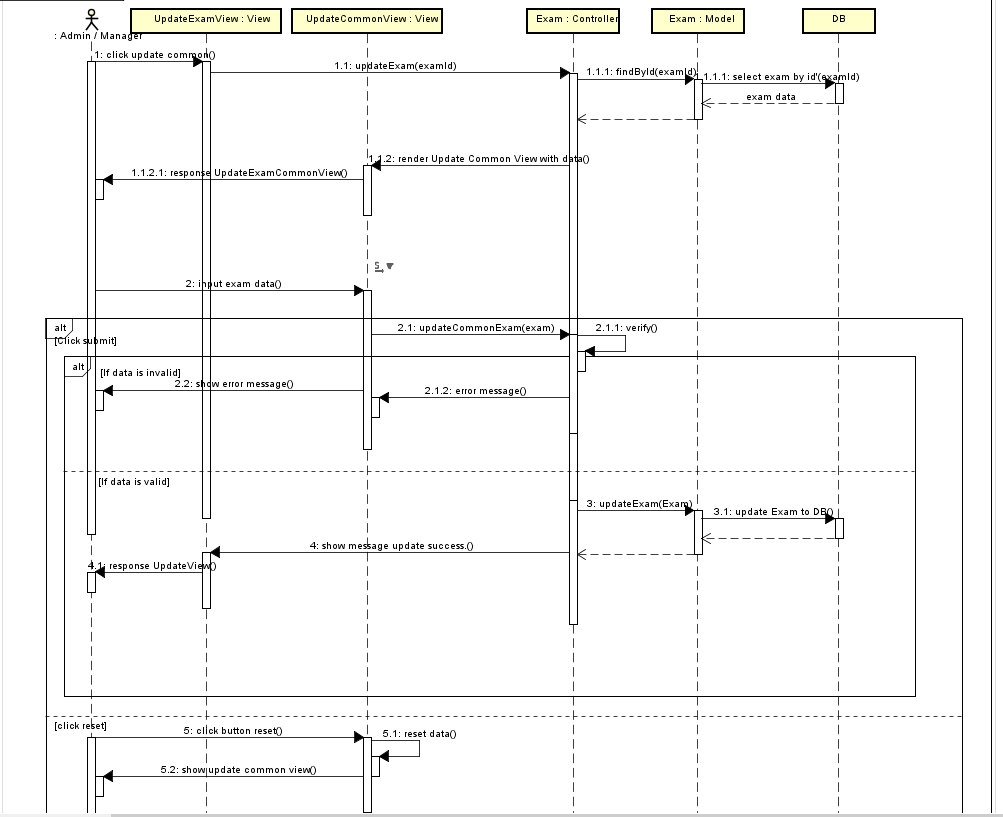 UpdateExamView : View
UpdateCommonView : View
Exam : Controller
Exam : Model
DB
: Admin / Manager
1: click update common()
1.1: updateExam(examId)
1.1.1: findById(examId)
1.1.1: select exam by id'(examId)
exam data
1.1.2: render Update Common View with data()
1.1.2.1: response UpdateExamCommonView()
S
2: input exam data()
alt
[Click submit]
2.1: updateCommonExam(exam)
2.1.1: verify()
alt
[If data is invalid]
2.2: show error message()
2.1.2: error message()
[If data is valid]
3: updateExam(Exam)
3.1: update Exam to DB()
4: show message update success.()
4.1: response UpdateView()
[click reset]
5: click button reset()
5.1: reset data()
5.2: show update common view()